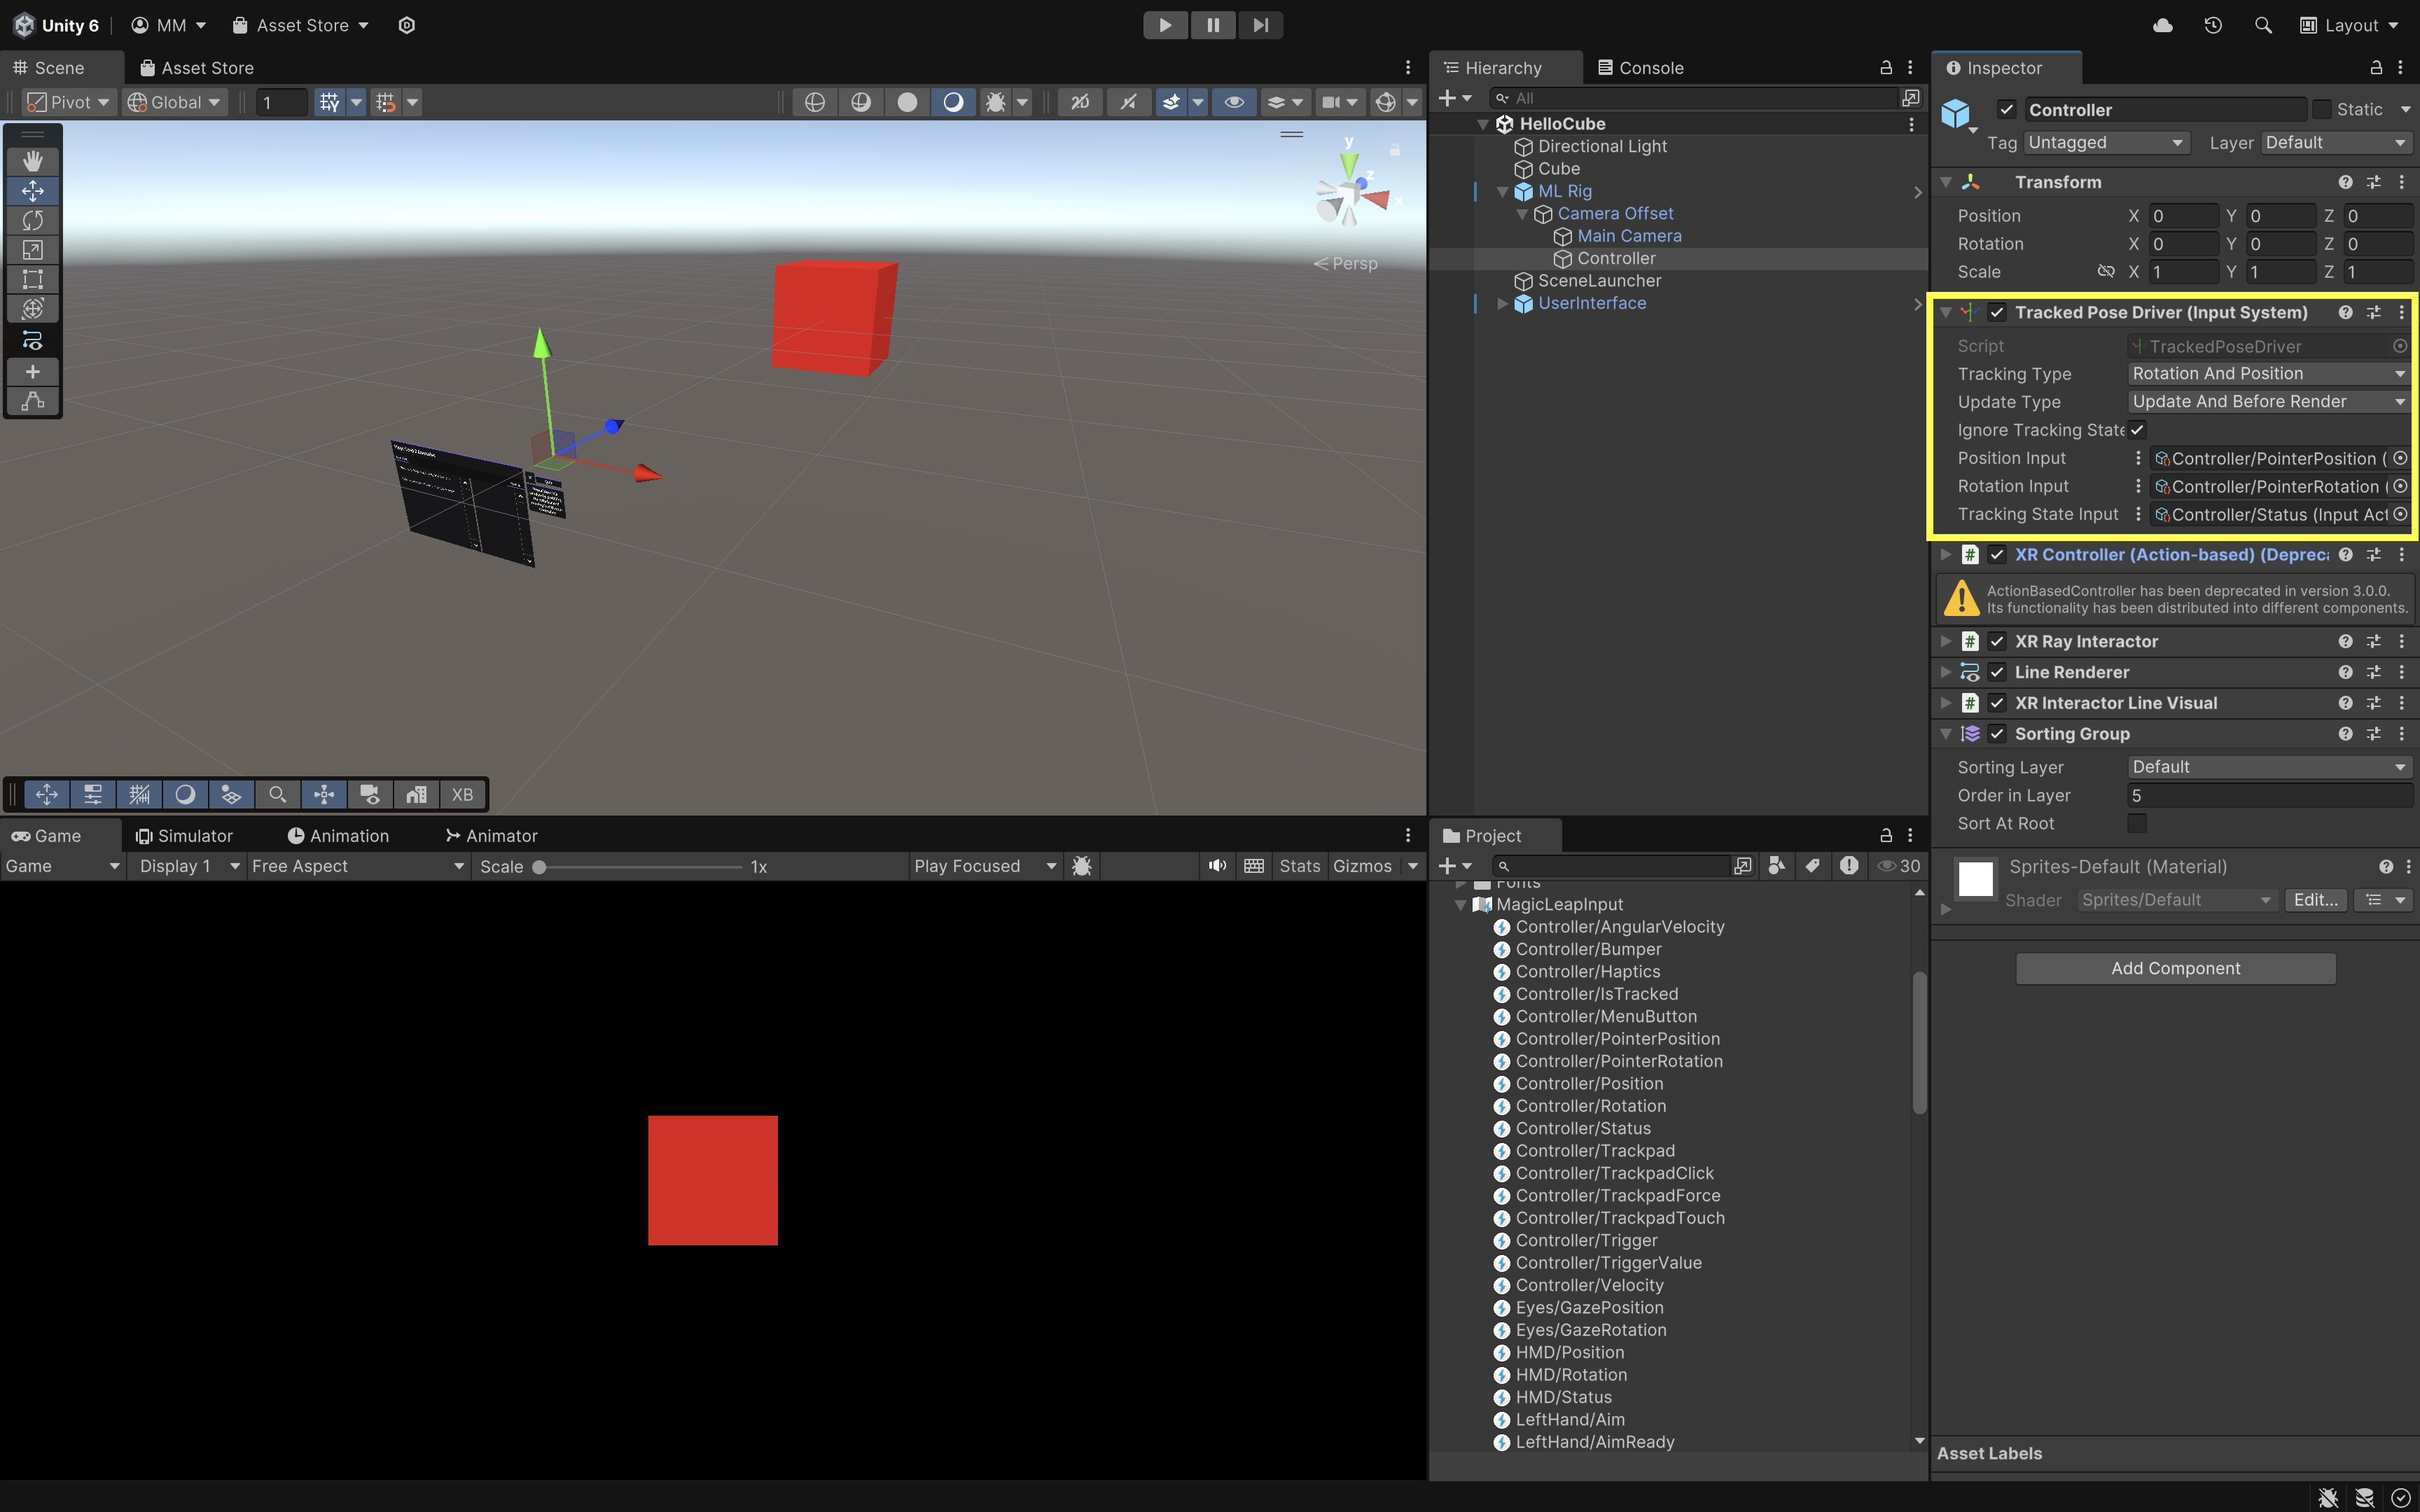 Unity 6 MM Asset Store Layout
Scene Asset Store
Pivot Global 1 2D
y
z
x
< Persp
XB
Game Simulator Animation Animator
Game Display 1 Free Aspect Scale 1x Play Focused Stats Gizmos
Hierarchy Console
All
HelloCube
Directional Light
Cube
ML Rig
Camera Offset
Main Camera
Controller
SceneLauncher
UserInterface
Project
30
Fonts
MagicLeapInput
Controller/AngularVelocity
Controller/Bumper
Controller/Haptics
Controller/IsTracked
Controller/MenuButton
Controller/PointerPosition
Controller/PointerRotation
Controller/Position
Controller/Rotation
Controller/Status
Controller/Trackpad
Controller/TrackpadClick
Controller/TrackpadForce
Controller/TrackpadTouch
Controller/Trigger
Controller/TriggerValue
Controller/Velocity
Eyes/GazePosition
Eyes/GazeRotation
HMD/Position
HMD/Rotation
HMD/Status
LeftHand/Aim
LeftHand/AimReady
Inspector
Controller Static
Tag Untagged Layer Default
Transform
Position X 0 Y 0 Z 0
Rotation X 0 Y 0 Z 0
Scale X 1 Y 1 Z 1
Tracked Pose Driver (Input System)
Script TrackedPoseDriver
Tracking Type Rotation And Position
Update Type Update And Before Render
Ignore Tracking State
Position Input Controller/PointerPosition (
Rotation Input Controller/PointerRotation (
Tracking State Input Controller/Status (Input Act
XR Controller (Action-based) (Depreca
ActionBasedController has been deprecated in version 3.0.0.
Its functionality has been distributed into different components.
XR Ray Interactor
Line Renderer
XR Interactor Line Visual
Sorting Group
Sorting Layer Default
Order in Layer 5
Sort At Root
Sprites-Default (Material)
Shader Sprites/Default Edit...
Add Component
Asset Labels